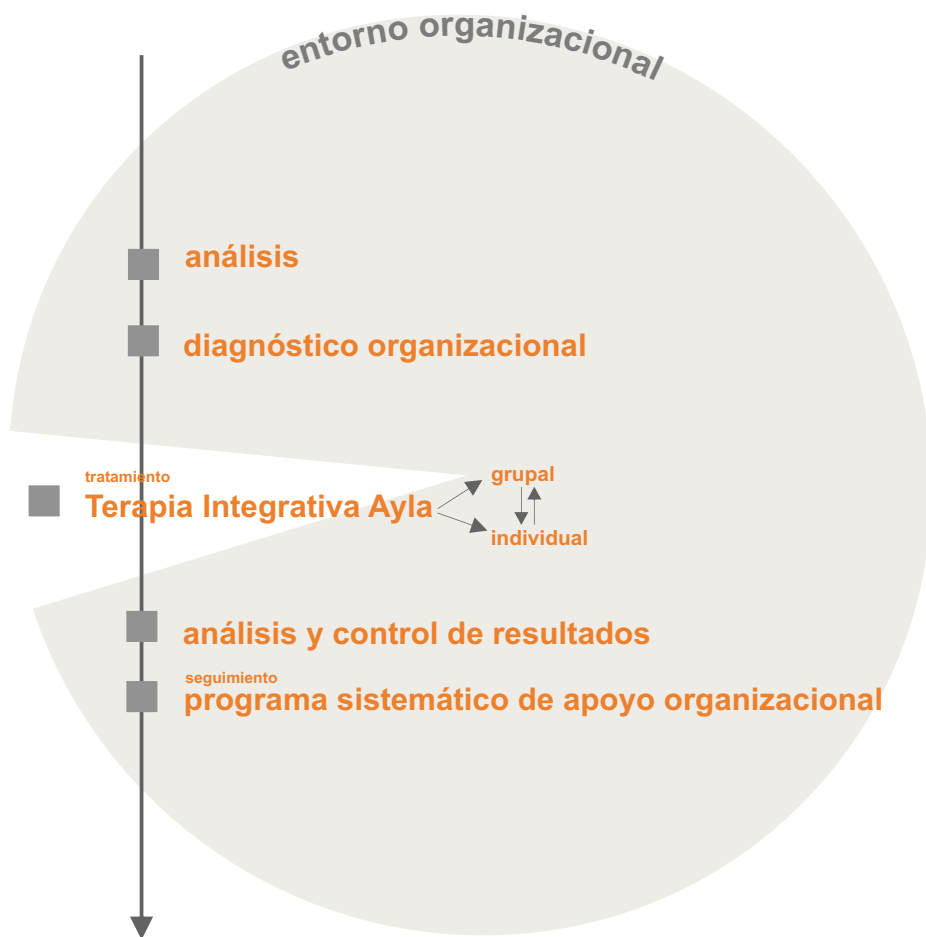 entorno organizacional
análisis
diagnóstico organizacional
tratamiento
Terapia Integrativa Ayla
grupal
individual
análisis y control de resultados
seguimiento
programa sistemático de apoyo organizacional